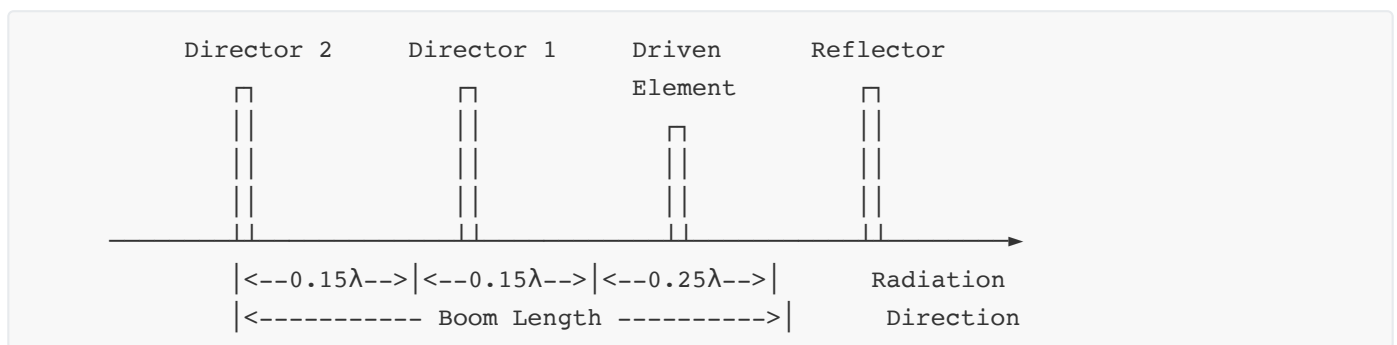 Director 2 Director 1 Driven Reflector
Element
|<--0.15λ-->|<--0.15λ-->|<--0.25λ-->| Radiation
|<----------- Boom Length ---------->| Direction